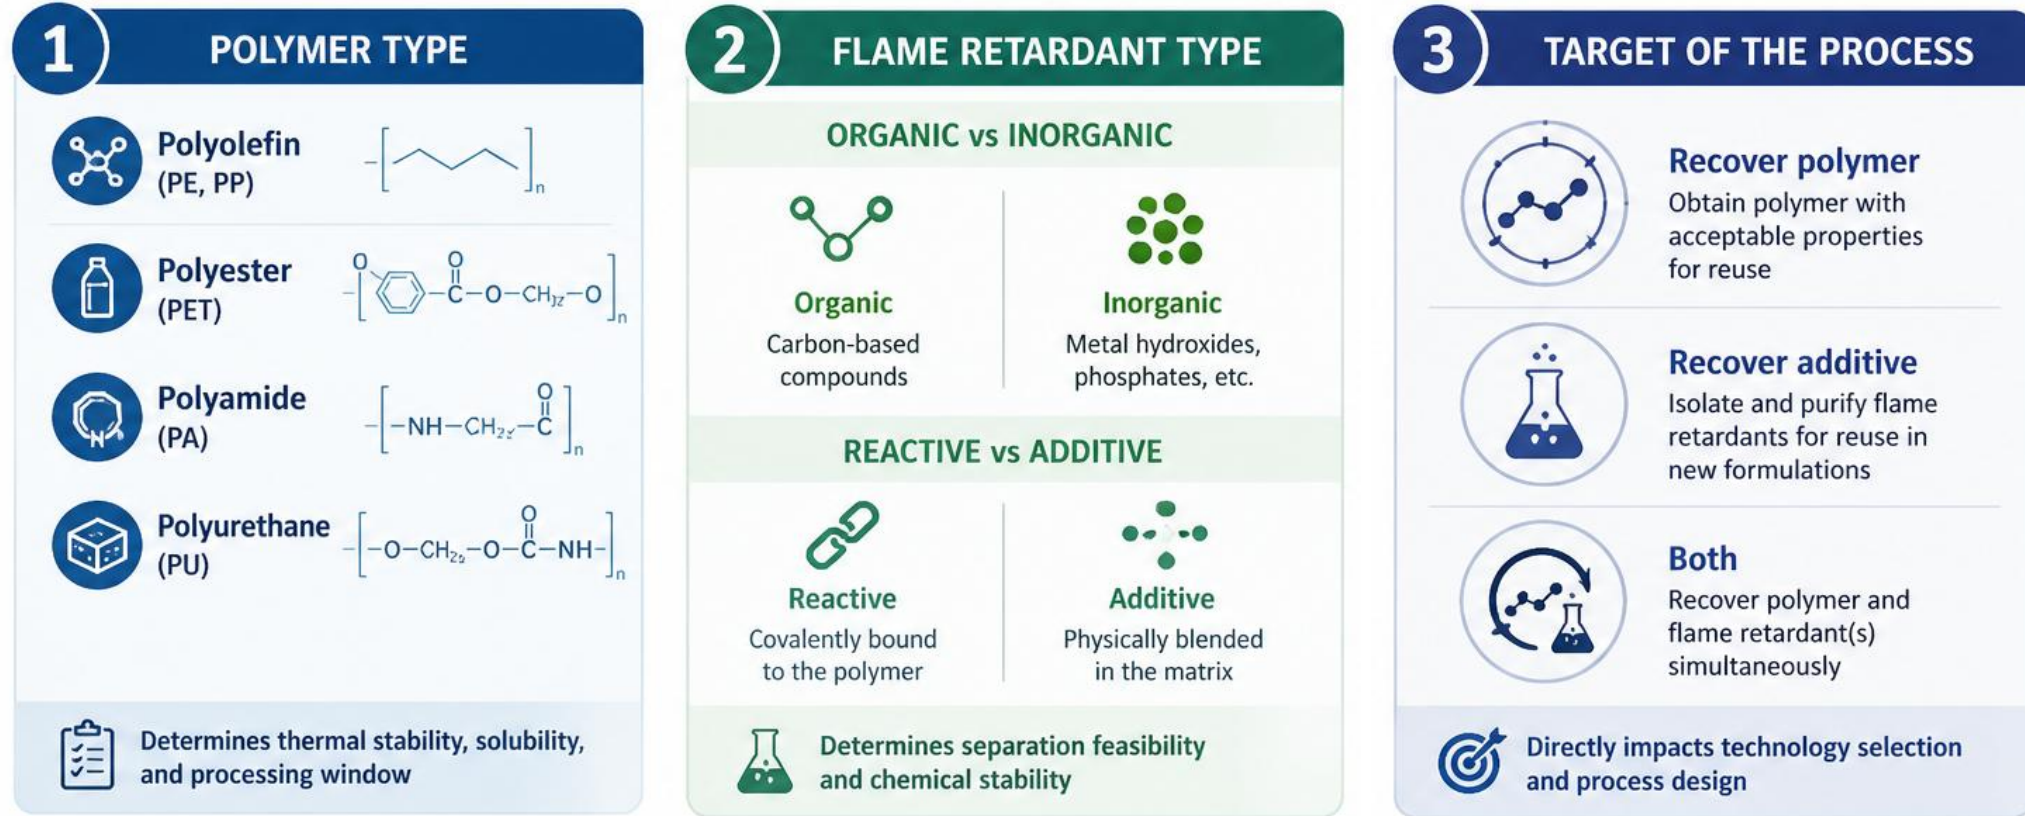 1
POLYMER TYPE
Polyolefin
(PE, PP)
n
Polyester
(PET)
O
O
C
O
CH
O
n
Polyamide
(PA)
NH
CH
O
C
n
Polyurethane
(PU)
O
CH
O
O
C
NH
n
Determines thermal stability, solubility,
and processing window
2
FLAME RETARDANT TYPE
ORGANIC vs INORGANIC
Organic
Carbon-based
compounds
Inorganic
Metal hydroxides,
phosphates, etc.
REACTIVE vs ADDITIVE
Reactive
Covalently bound
to the polymer
Additive
Physically blended
in the matrix
Determines separation feasibility
and chemical stability
3
TARGET OF THE PROCESS
Recover polymer
Obtain polymer with
acceptable properties
for reuse
Recover additive
Isolate and purify flame
retardants for reuse in
new formulations
Both
Recover polymer and
flame retardant(s)
simultaneously
Directly impacts technology selection
and process design